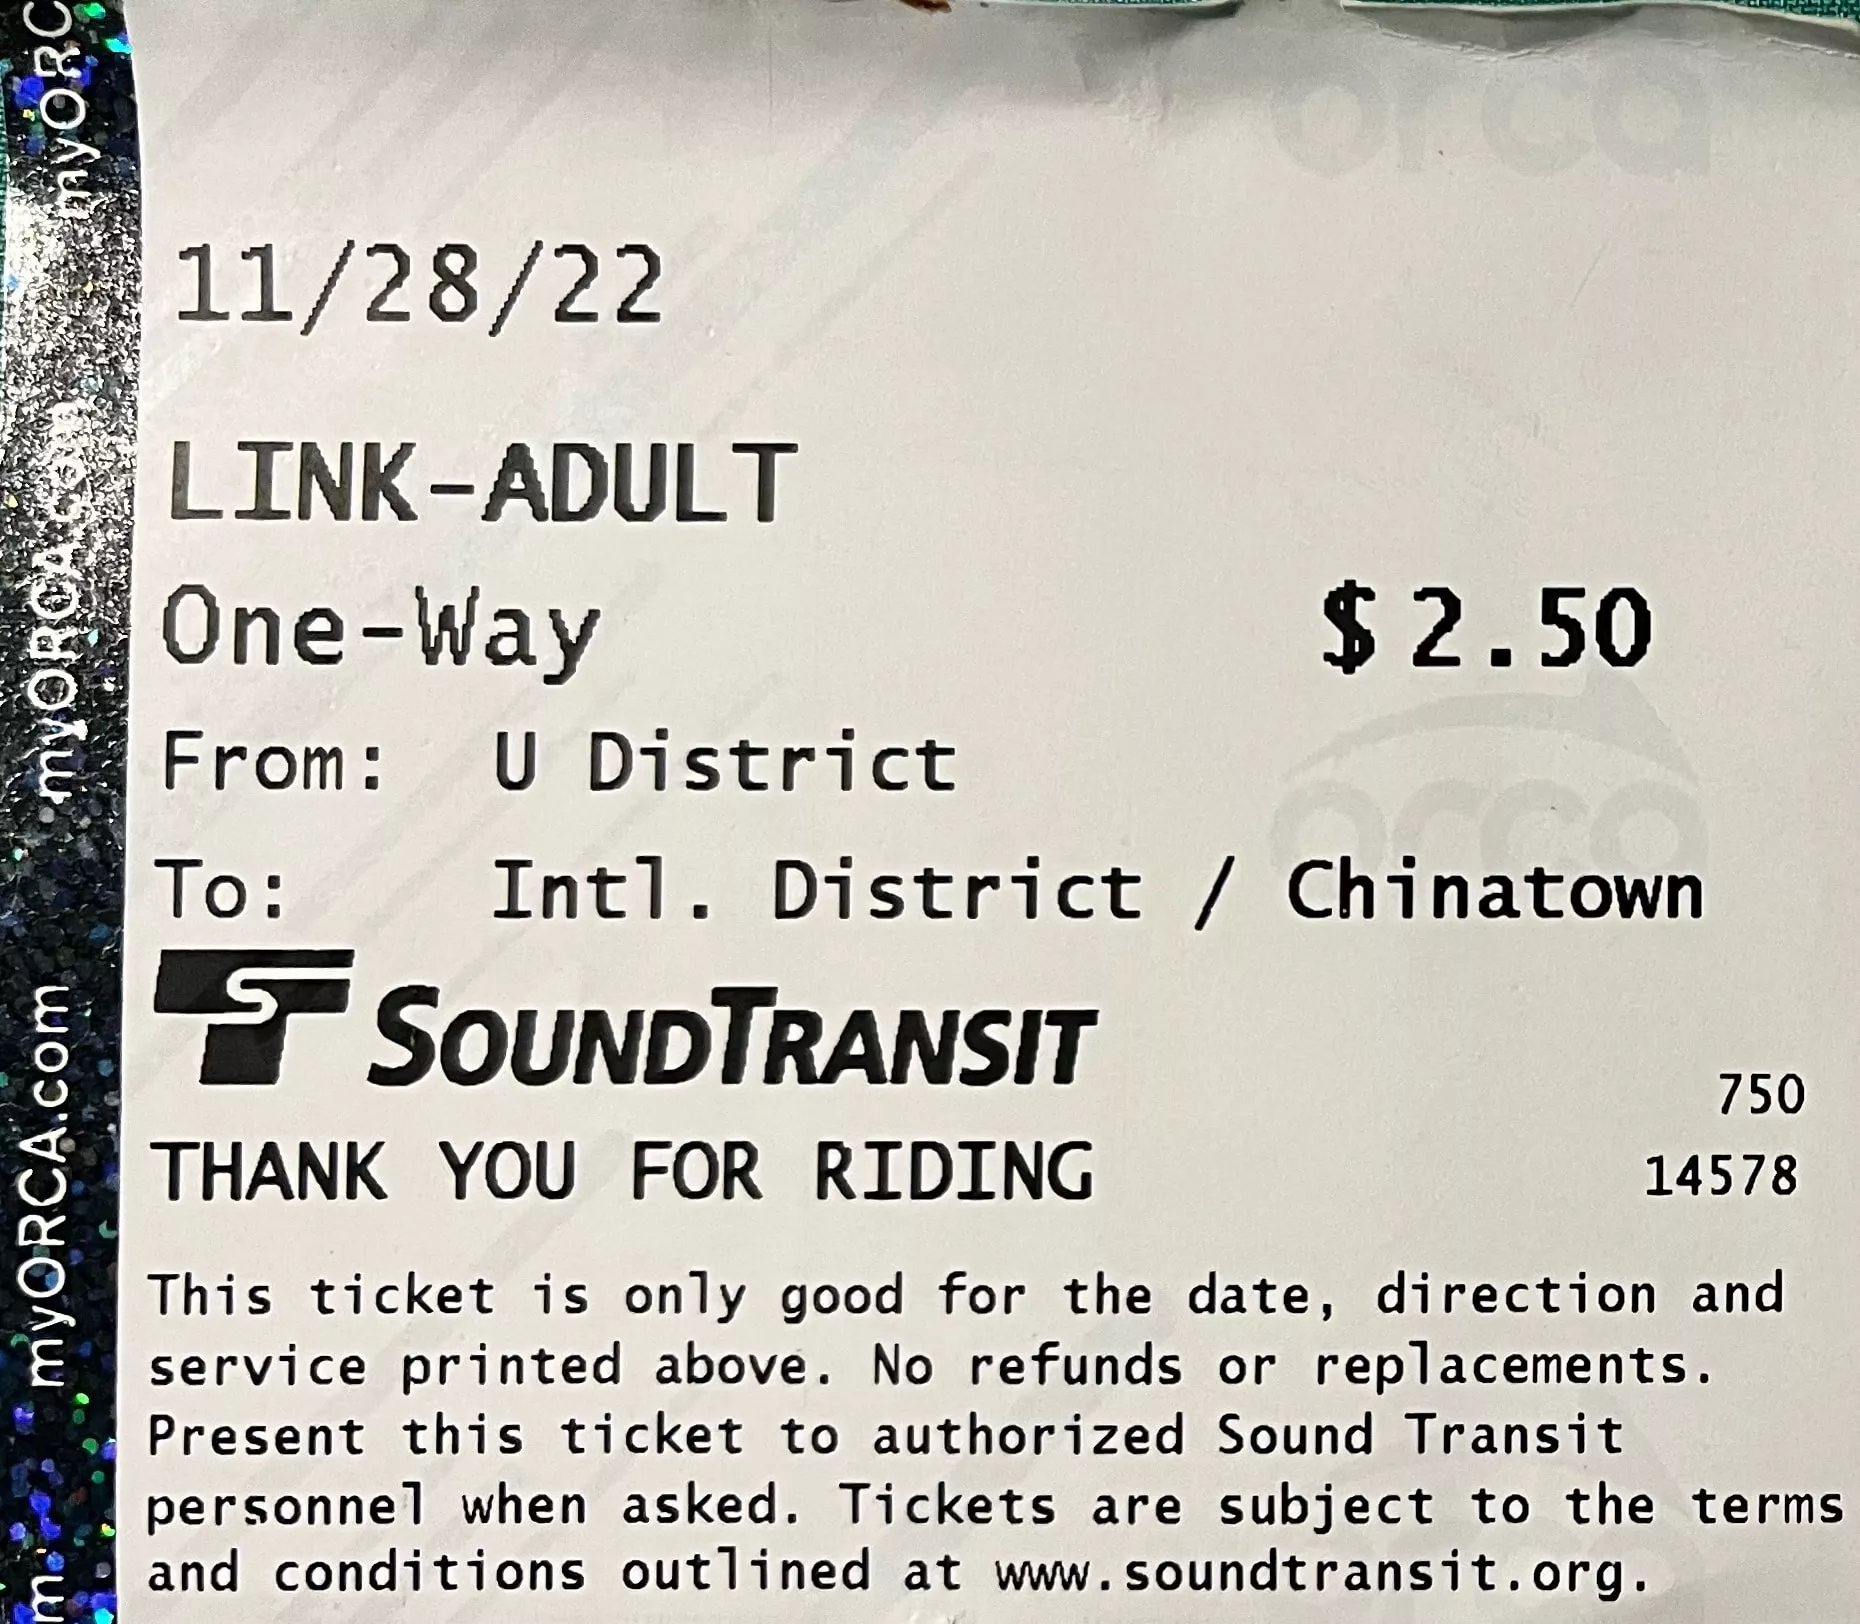 orca
11/28/22
LINK-ADULT
One-Way $2.50
From: U District
orca
To: Intl. District / Chinatown
SOUNDTRANSIT
750
THANK YOU FOR RIDING
14578
This ticket is only good for the date, direction and
service printed above. No refunds or replacements.
Present this ticket to authorized Sound Transit
personnel when asked. Tickets are subject to the terms
and conditions outlined at www.soundtransit.org.
m myORCA.com myORCA.com myORC